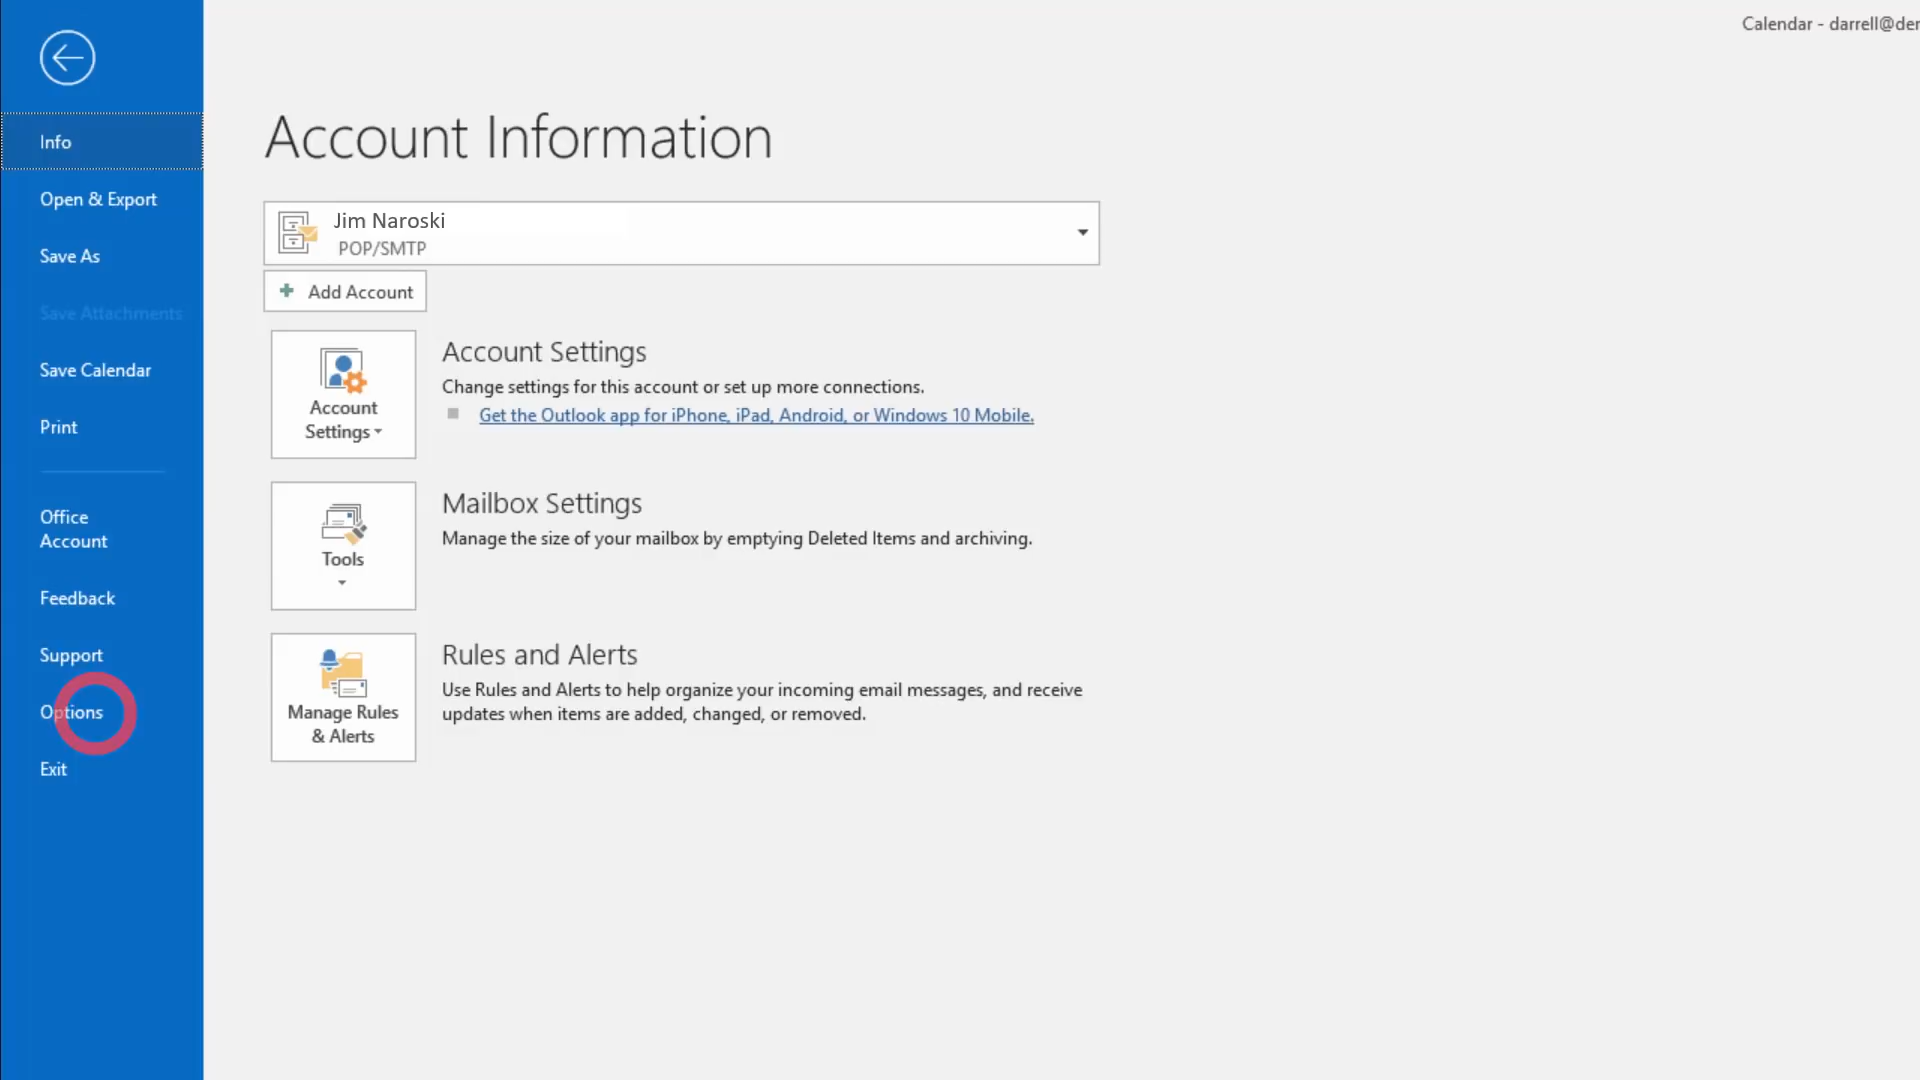 Calendar - darrell@der
Info
Open & Export
Save As
Save Attachments
Save Calendar
Print
Office
Account
Feedback
Support
Options
Exit
Account Information
Jim Naroski
POP/SMTP
Add Account
Account
Settings
Account Settings
Change settings for this account or set up more connections.
Get the Outlook app for iPhone, iPad, Android, or Windows 10 Mobile.
Tools
Mailbox Settings
Manage the size of your mailbox by emptying Deleted Items and archiving.
Manage Rules
& Alerts
Rules and Alerts
Use Rules and Alerts to help organize your incoming email messages, and receive
updates when items are added, changed, or removed.